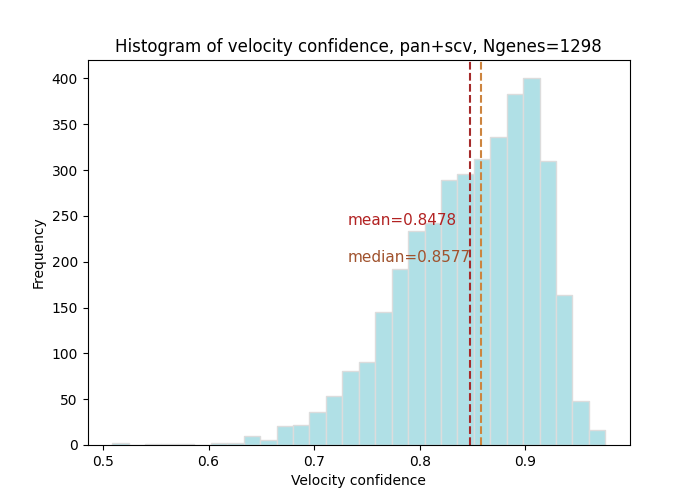 Histogram of velocity confidence, pan+scv, Ngenes=1298
400
350
300
250
200
150
100
50
0
Frequency
mean=0.8478
median=0.8577
0.5 0.6 0.7 0.8 0.9
Velocity confidence